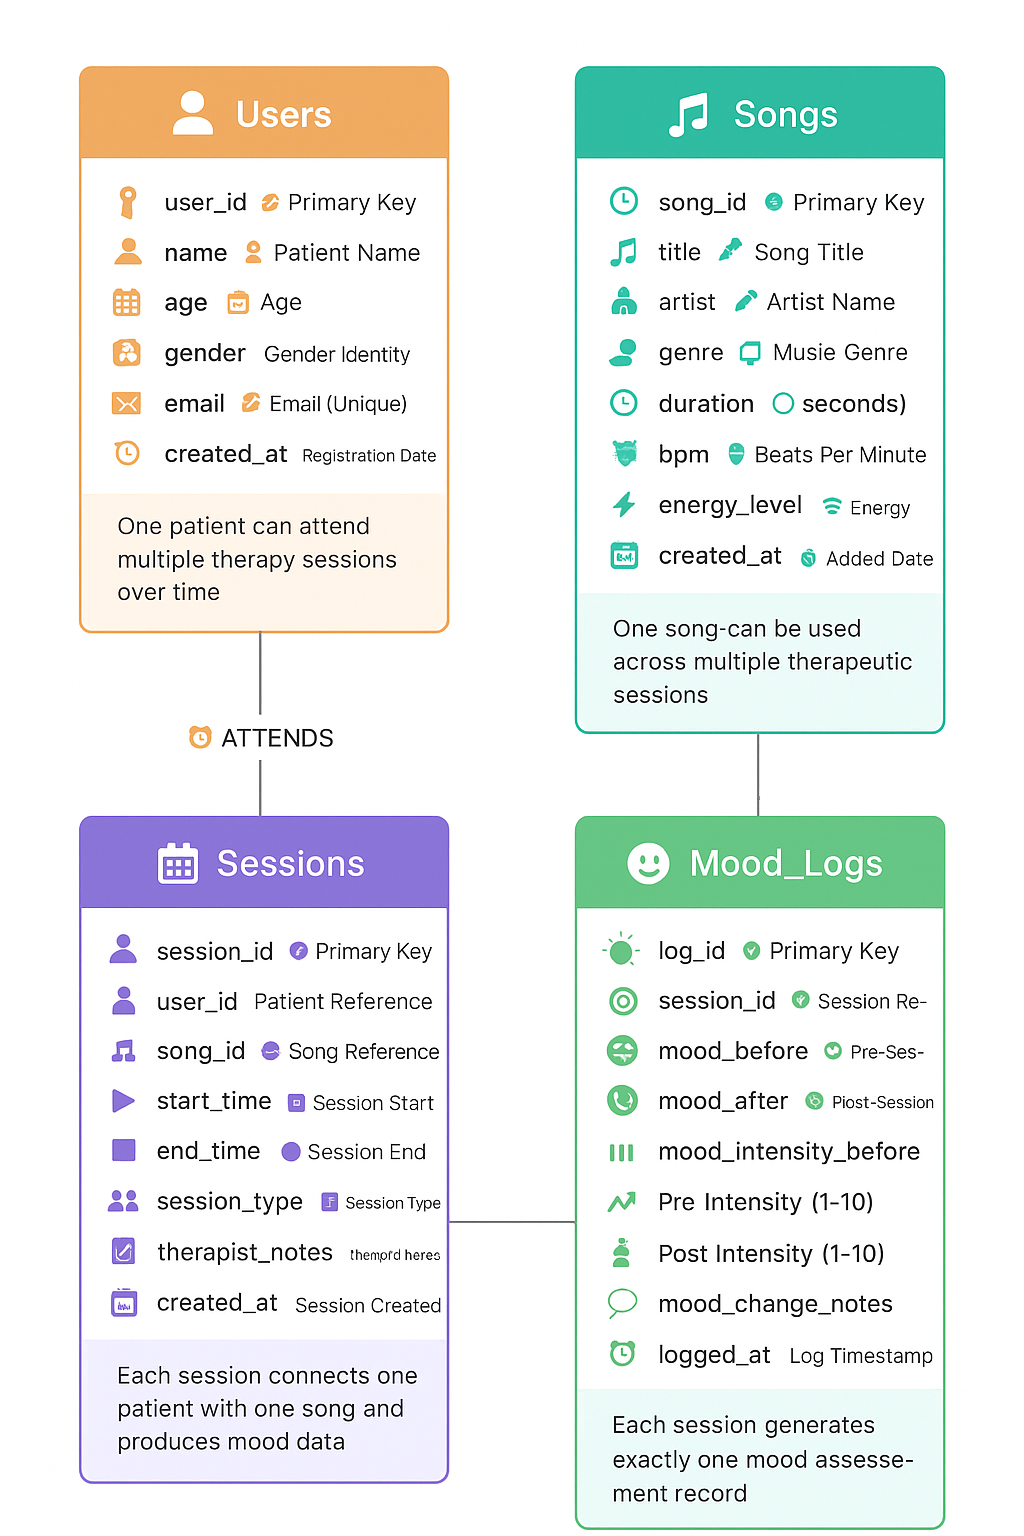 Users
user_id Primary Key
name Patient Name
age Age
gender Gender Identity
email Email (Unique)
created_at Registration Date
One patient can attend
multiple therapy sessions
over time
ATTENDS
Songs
song_id Primary Key
title Song Title
artist Artist Name
genre Musie Genre
duration seconds)
bpm Beats Per Minute
energy_level Energy
created_at Added Date
One song-can be used
across multiple therapeutic
sessions
Sessions
session_id Primary Key
user_id Patient Reference
song_id Song Reference
start_time Session Start
end_time Session End
session_type Session Type
therapist_notes
created_at Session Created
Each session connects one
patient with one song and
produces mood data
Mood_Logs
log_id Primary Key
session_id Session Re-
mood_before Pre-Ses-
mood_after Piost-Session
mood_intensity_before
Pre Intensity (1-10)
Post Intensity (1-10)
mood_change_notes
logged_at Log Timestamp
Each session generates
exactly one mood assesse-
ment record